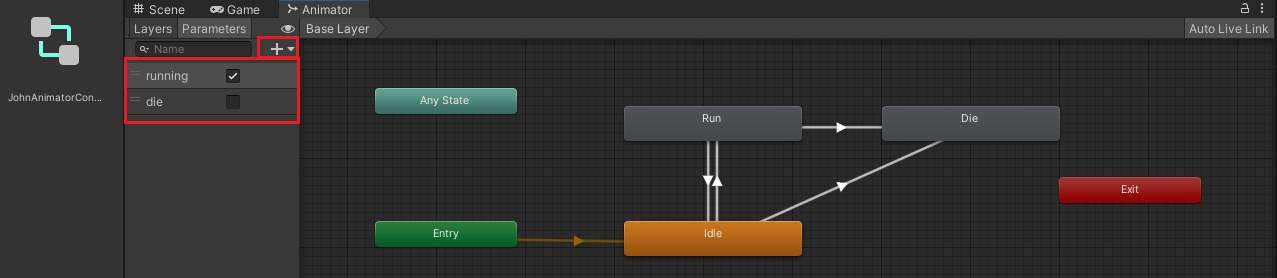 Scene Game Animator
Layers Parameters Base Layer Auto Live Link
Name
running
die
JohnAnimatorCon...
Any State
Run
Die
Exit
Entry
Idle